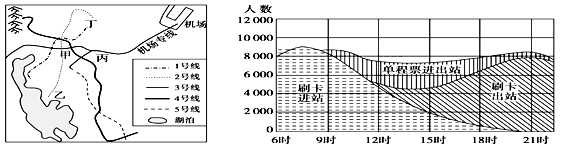 机场
机场专线
丁
甲
丙
乙
1号线
2号线
3号线
4号线
5号线
湖泊
人数
12 000
10 000
8 000
6 000
4 000
2 000
0
刷卡进站
单程票进出站
刷卡出站
6时 9时 12时 15时 18时 21时